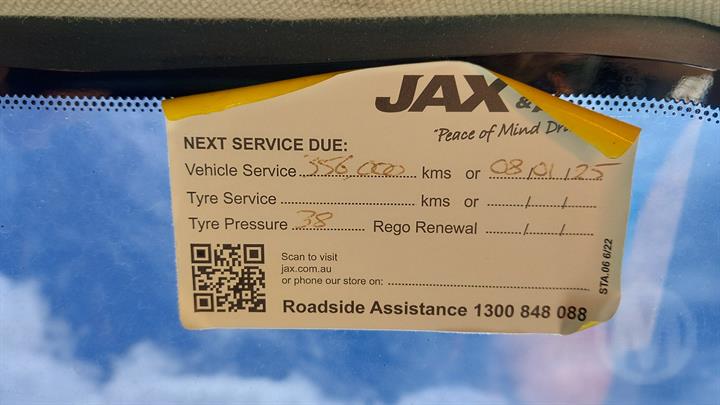 JAX &
"Peace of Mind Dr
NEXT SERVICE DUE:
Vehicle Service 356,000 kms or 08/01/25
Tyre Service kms or / /
Tyre Pressure 38 Rego Renewal / /
Scan to visit
jax.com.au
or phone our store on:
Roadside Assistance 1300 848 088
STA.06 6/22